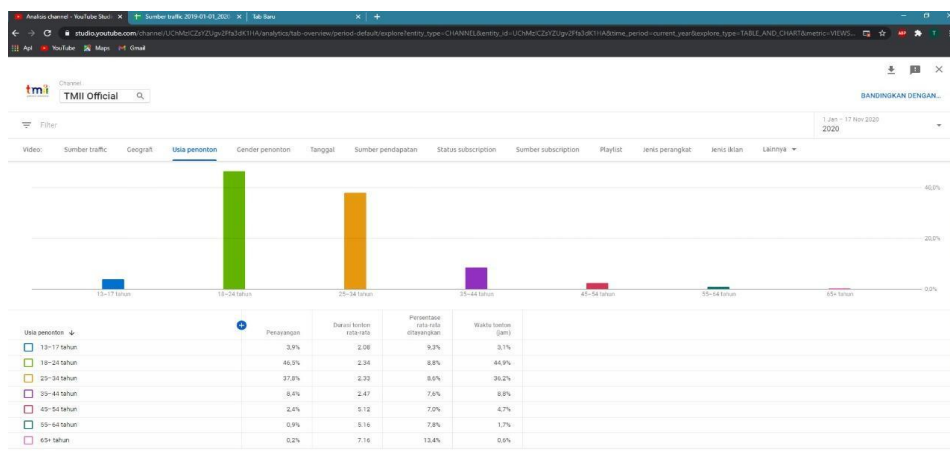 Analisis channel - YouTube Studi
Sumber traffic 2019-01-01_2020
Tab Baru
studio.youtube.com/channel/UChMzICZsYZUgv2Pfa3dK1HA/analytics/tab-overview/period-default/explore?entity_type=CHANNEL&entity_id=UChMzICZsYZUgv2Pfa3dK1HA&time_period=current_year&explore_type=TABLE_AND_CHART&metric=VIEWS...
Apl YouTube Maps Gmail
tmii
Channel
TMII Official
BANDINGKAN DENGAN...
Filter
1 Jan – 17 Nov 2020
2020
Video: Sumber traffic Geografi Usia penonton Gender penonton Tanggal Sumber pendapatan Status subscription Sumber subscription Playlist Jenis perangkat Jenis iklan Lainnya
40,0%
20,0%
0,0%
13–17 tahun 18–24 tahun 25–34 tahun 35–44 tahun 45–54 tahun 55–64 tahun 65+ tahun
Usia penonton Penayangan Durasi tonton rata-rata Persentase rata-rata ditayangkan Waktu tonton (jam)
13–17 tahun 3,9% 2.08 9,3% 3,1%
18–24 tahun 46,5% 2.34 8,8% 44,9%
25–34 tahun 37,8% 2.33 8,6% 36,2%
35–44 tahun 8,4% 2.47 7,6% 8,8%
45–54 tahun 2,4% 5.12 7,0% 4,7%
55–64 tahun 0,9% 5.16 7,8% 1,7%
65+ tahun 0,2% 7.16 13,4% 0,6%